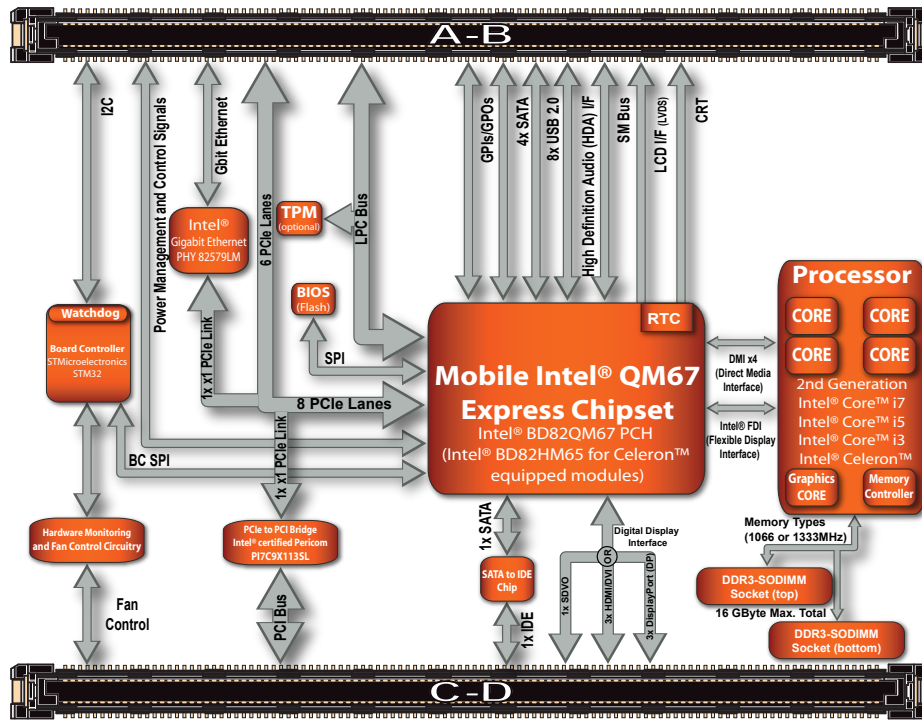 A-B
I2C
Power Management and Control Signals
Gbit Ethernet
6 PCIe Lanes
LPC Bus
GPIs/GPOs
4x SATA
8x USB 2.0
High Definition Audio (HDA) I/F
SM Bus
LCD I/F (LVDS)
CRT
Intel®
Gigabit Ethernet
PHY 82579LM
TPM
(optional)
BIOS
(Flash)
SPI
Watchdog
Board Controller
STMicroelectronics
STM32
1x x1 PCIe Link
8 PCIe Lanes
1x x1 PCIe Link
BC SPI
RTC
Mobile Intel® QM67
Express Chipset
Intel® BD82QM67 PCH
(Intel® BD82HM65 for Celeron™
equipped modules)
DMI x4
(Direct Media
Interface)
Intel® FDI
(Flexible Display
Interface)
Processor
CORE
CORE
CORE
CORE
2nd Generation
Intel® Core™ i7
Intel® Core™ i5
Intel® Core™ i3
Intel® Celeron™
Graphics
CORE
Memory
Controller
Memory Types
(1066 or 1333MHz)
DDR3-SODIMM
Socket (top)
16 GByte Max. Total
DDR3-SODIMM
Socket (bottom)
Hardware Monitoring
and Fan Control Circuitry
Fan
Control
PCIe to PCI Bridge
Intel® certified Pericom
PI7C9X113SL
PCI Bus
1x SATA
SATA to IDE
Chip
1x IDE
Digital Display
Interface
OR
1x SDVO
3x HDMI/DVI
3x DisplayPort (DP)
C-D